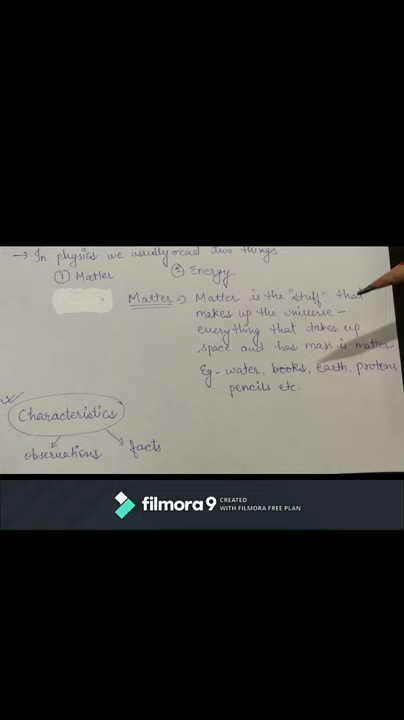 → In physics we usually read two things
① Matter
② Energy
Matter ⇒ Matter is the "stuff" that
makes up the universe –
everything that takes up
space and has mass is matter
Eg - water, books, earth, protons
pencils etc.
Characteristics
observations
facts
filmora9
CREATED
WITH FILMORA FREE PLAN